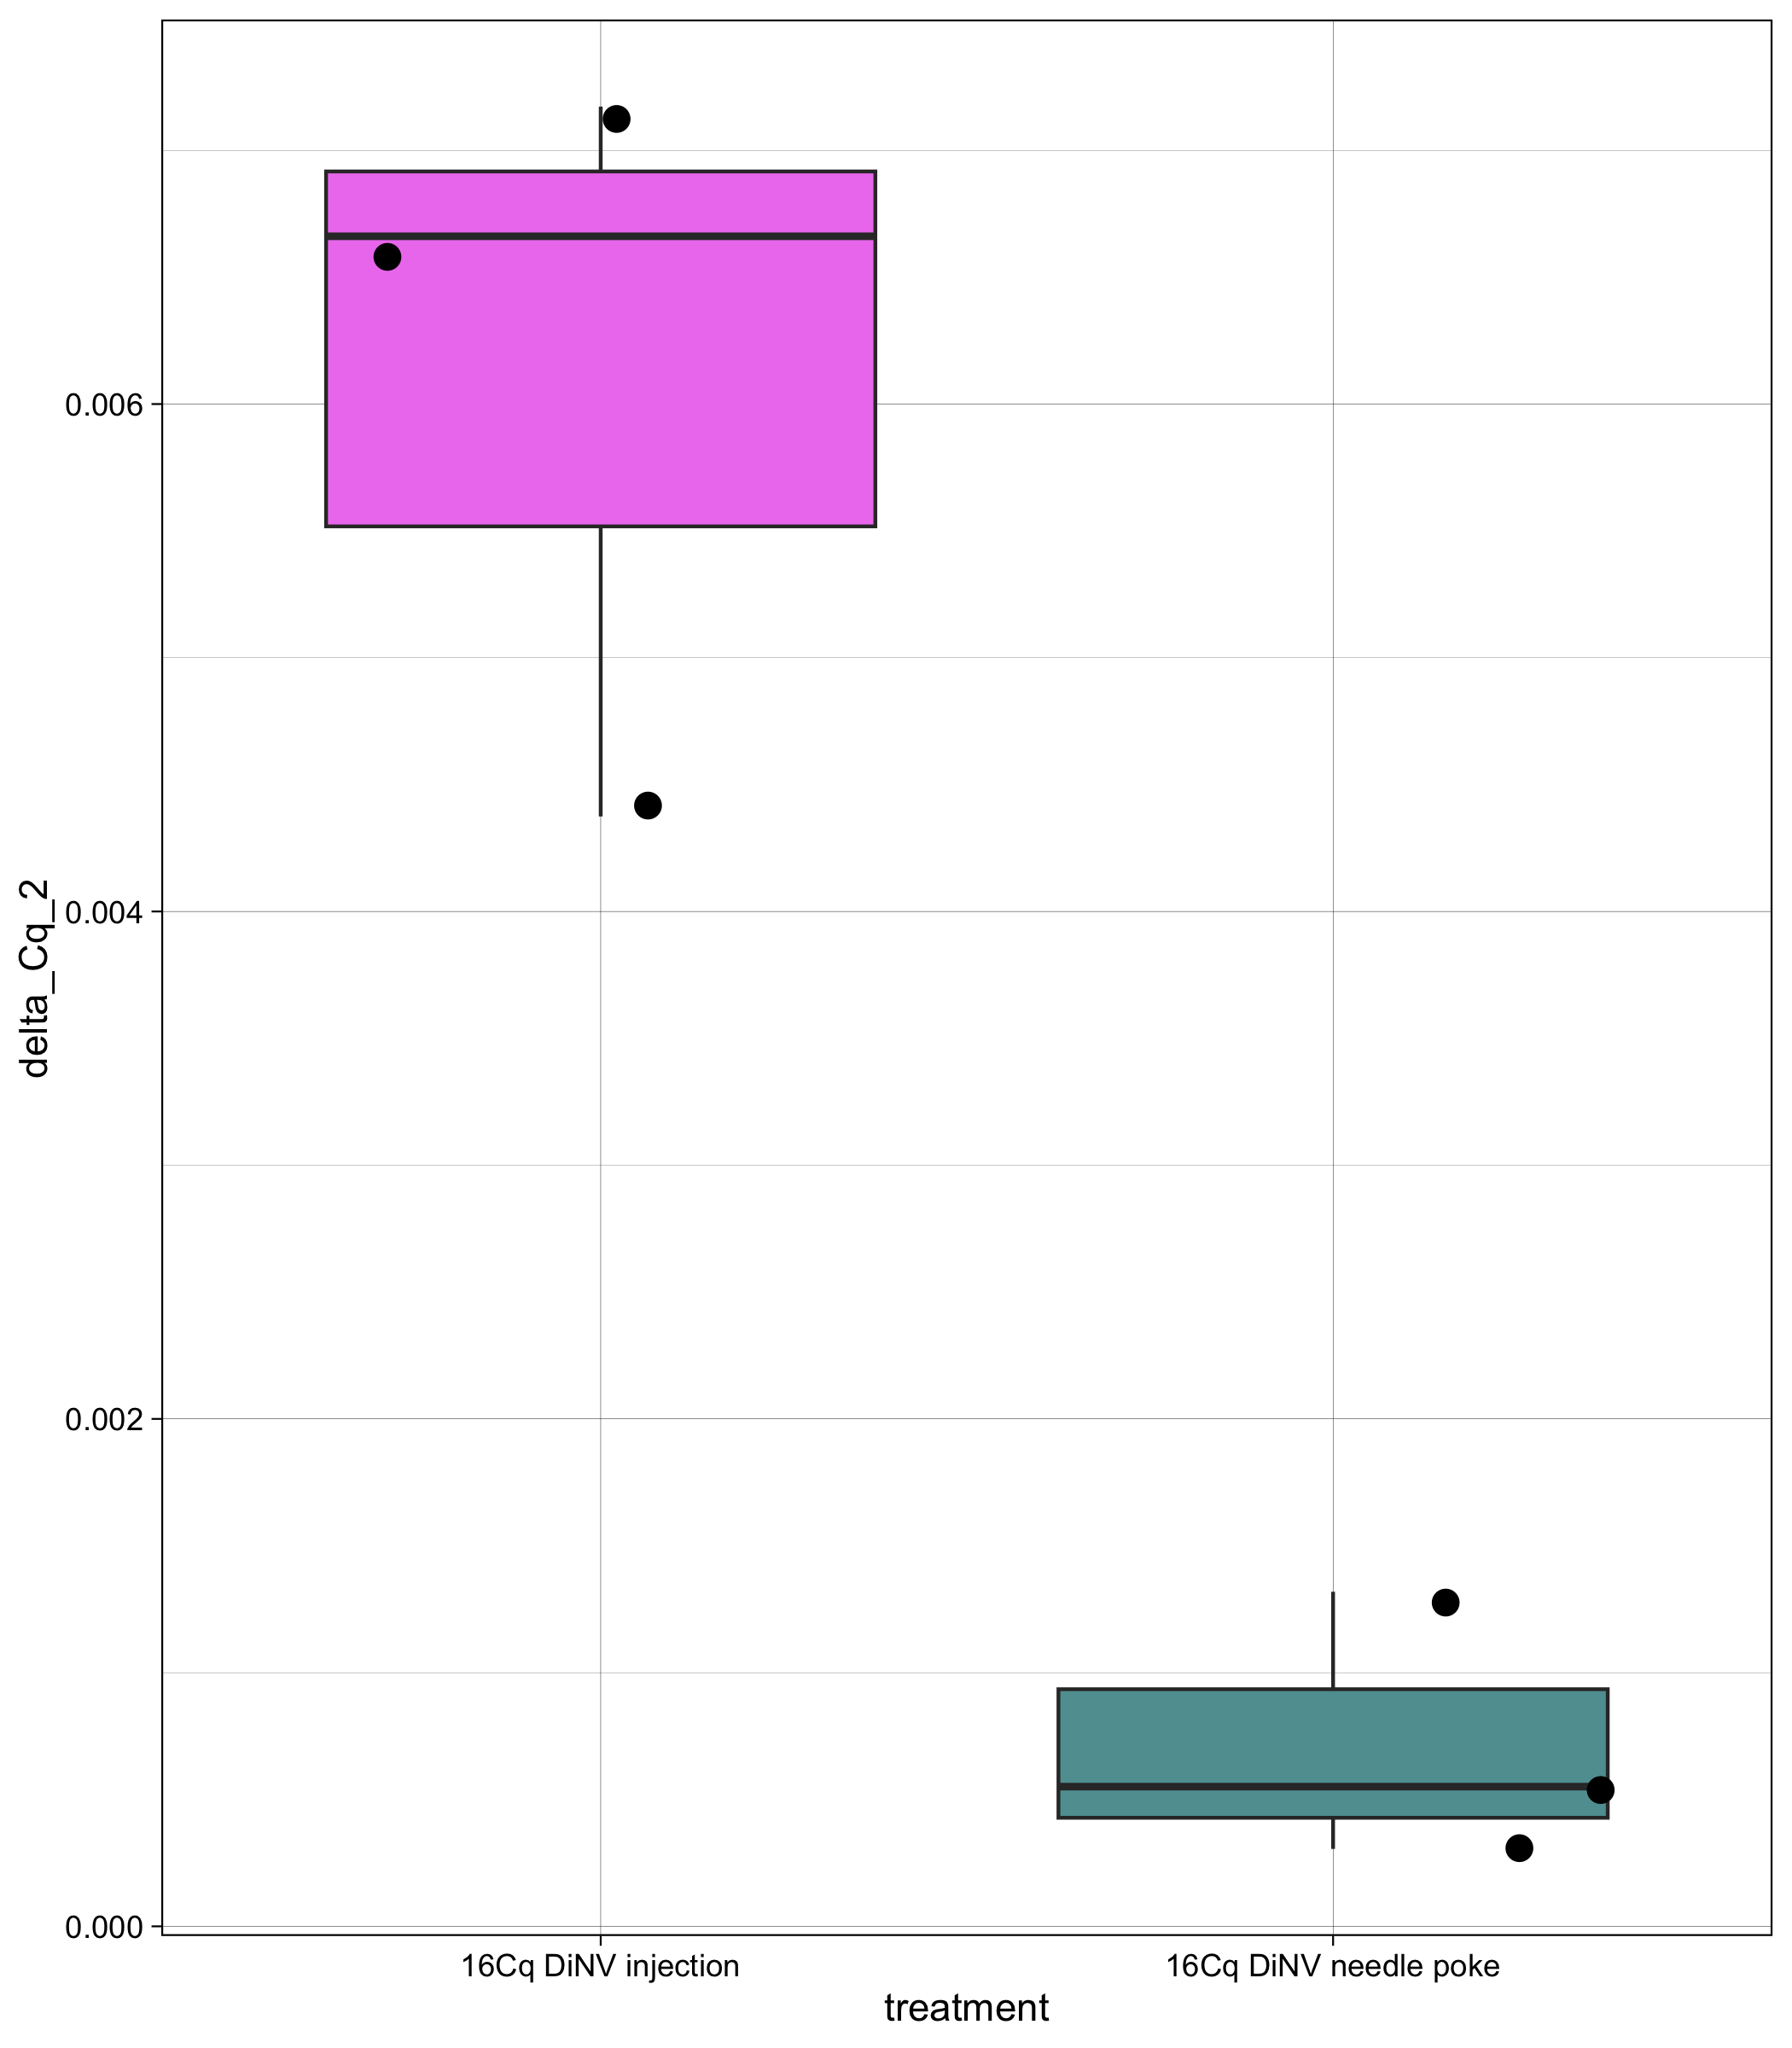 delta_Cq_2
0.006
0.004
0.002
0.000
16Cq DiNV injection
16Cq DiNV needle poke
treatment